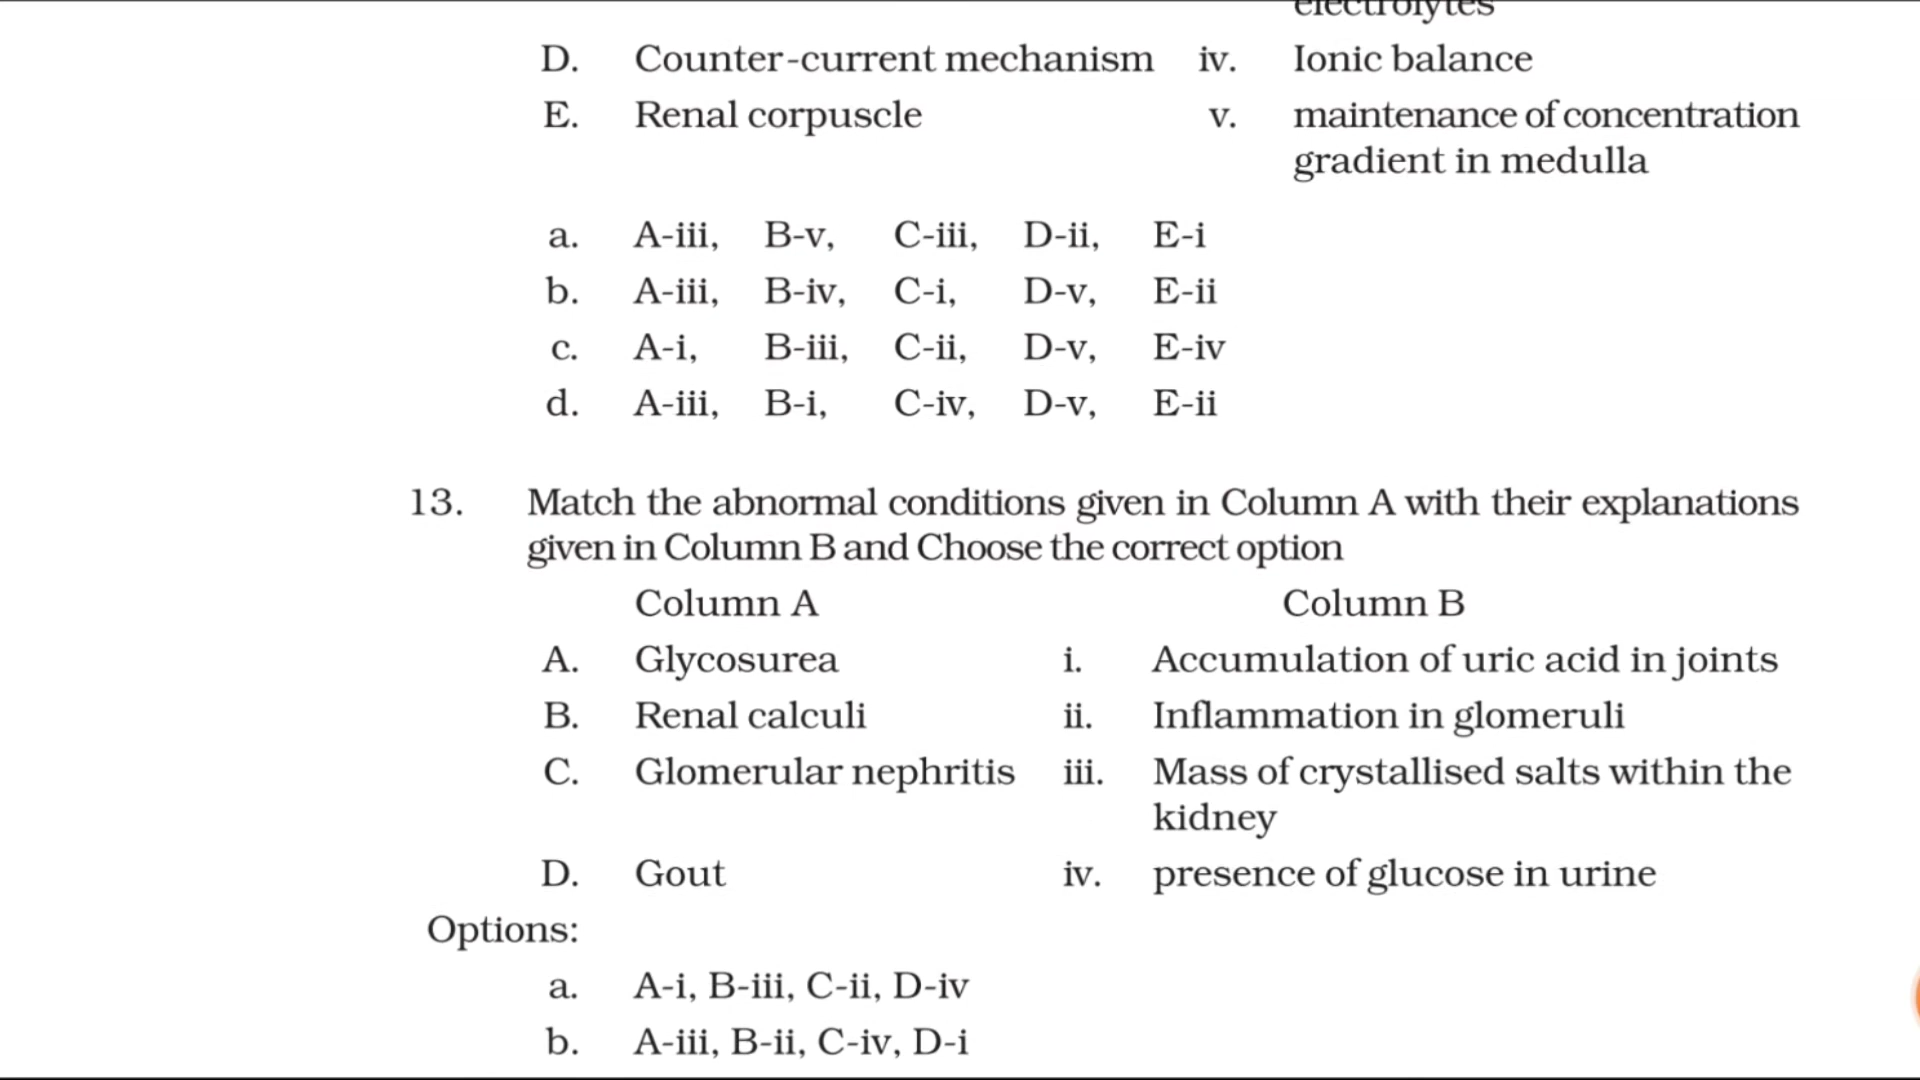 electrolytes
D. Counter-current mechanism iv. Ionic balance
E. Renal corpuscle v. maintenance of concentration
gradient in medulla
a. A-iii, B-v, C-iii, D-ii, E-i
b. A-iii, B-iv, C-i, D-v, E-ii
c. A-i, B-iii, C-ii, D-v, E-iv
d. A-iii, B-i, C-iv, D-v, E-ii
13. Match the abnormal conditions given in Column A with their explanations
given in Column B and Choose the correct option
Column A Column B
A. Glycosurea i. Accumulation of uric acid in joints
B. Renal calculi ii. Inflammation in glomeruli
C. Glomerular nephritis iii. Mass of crystallised salts within the
kidney
D. Gout iv. presence of glucose in urine
Options:
a. A-i, B-iii, C-ii, D-iv
b. A-iii, B-ii, C-iv, D-i